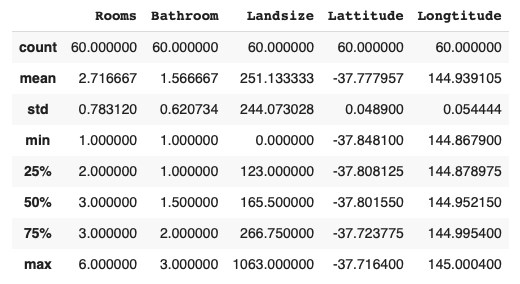 Rooms Bathroom Landsize Lattitude Longtitude
count 60.000000 60.000000 60.000000 60.000000 60.000000
mean 2.716667 1.566667 251.133333 -37.777957 144.939105
std 0.783120 0.620734 244.073028 0.048900 0.054444
min 1.000000 1.000000 0.000000 -37.848100 144.867900
25% 2.000000 1.000000 123.000000 -37.808125 144.878975
50% 3.000000 1.500000 165.500000 -37.801550 144.952150
75% 3.000000 2.000000 266.750000 -37.723775 144.995400
max 6.000000 3.000000 1063.000000 -37.716400 145.000400